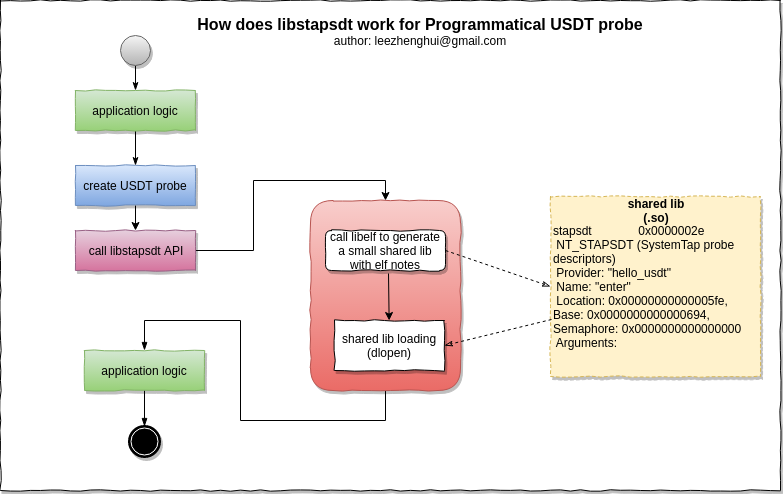 How does libstapsdt work for Programmatical USDT probe
author: leezhenghui@gmail.com
application logic
create USDT probe
call libstapsdt API
call libelf to generate
a small shared lib
with elf notes
shared lib loading
(dlopen)
application logic
shared lib
(.so)
stapsdt 0x0000002e
NT_STAPSDT (SystemTap probe
descriptors)
Provider: "hello_usdt"
Name: "enter"
Location: 0x00000000000005fe,
Base: 0x0000000000000694,
Semaphore: 0x0000000000000000
Arguments: